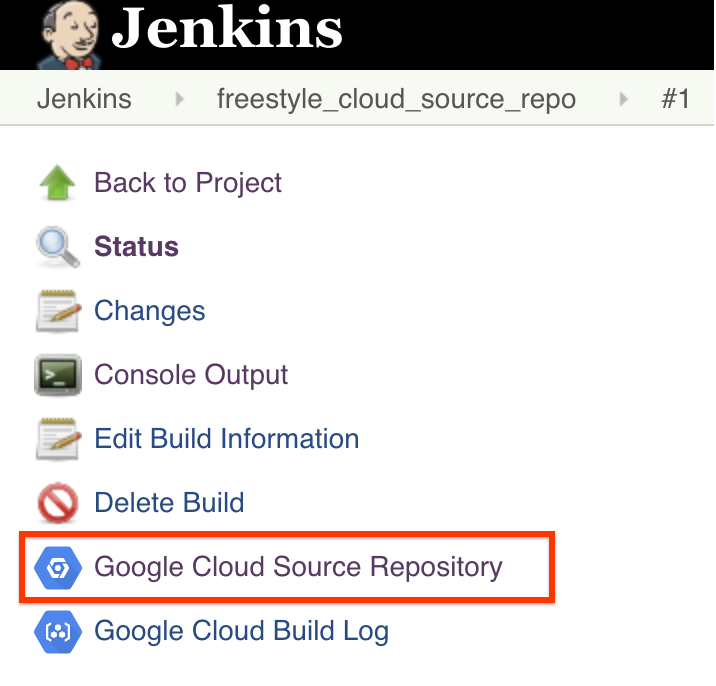 Jenkins
Jenkins freestyle_cloud_source_repo #1
Back to Project
Status
Changes
Console Output
Edit Build Information
Delete Build
Google Cloud Source Repository
Google Cloud Build Log